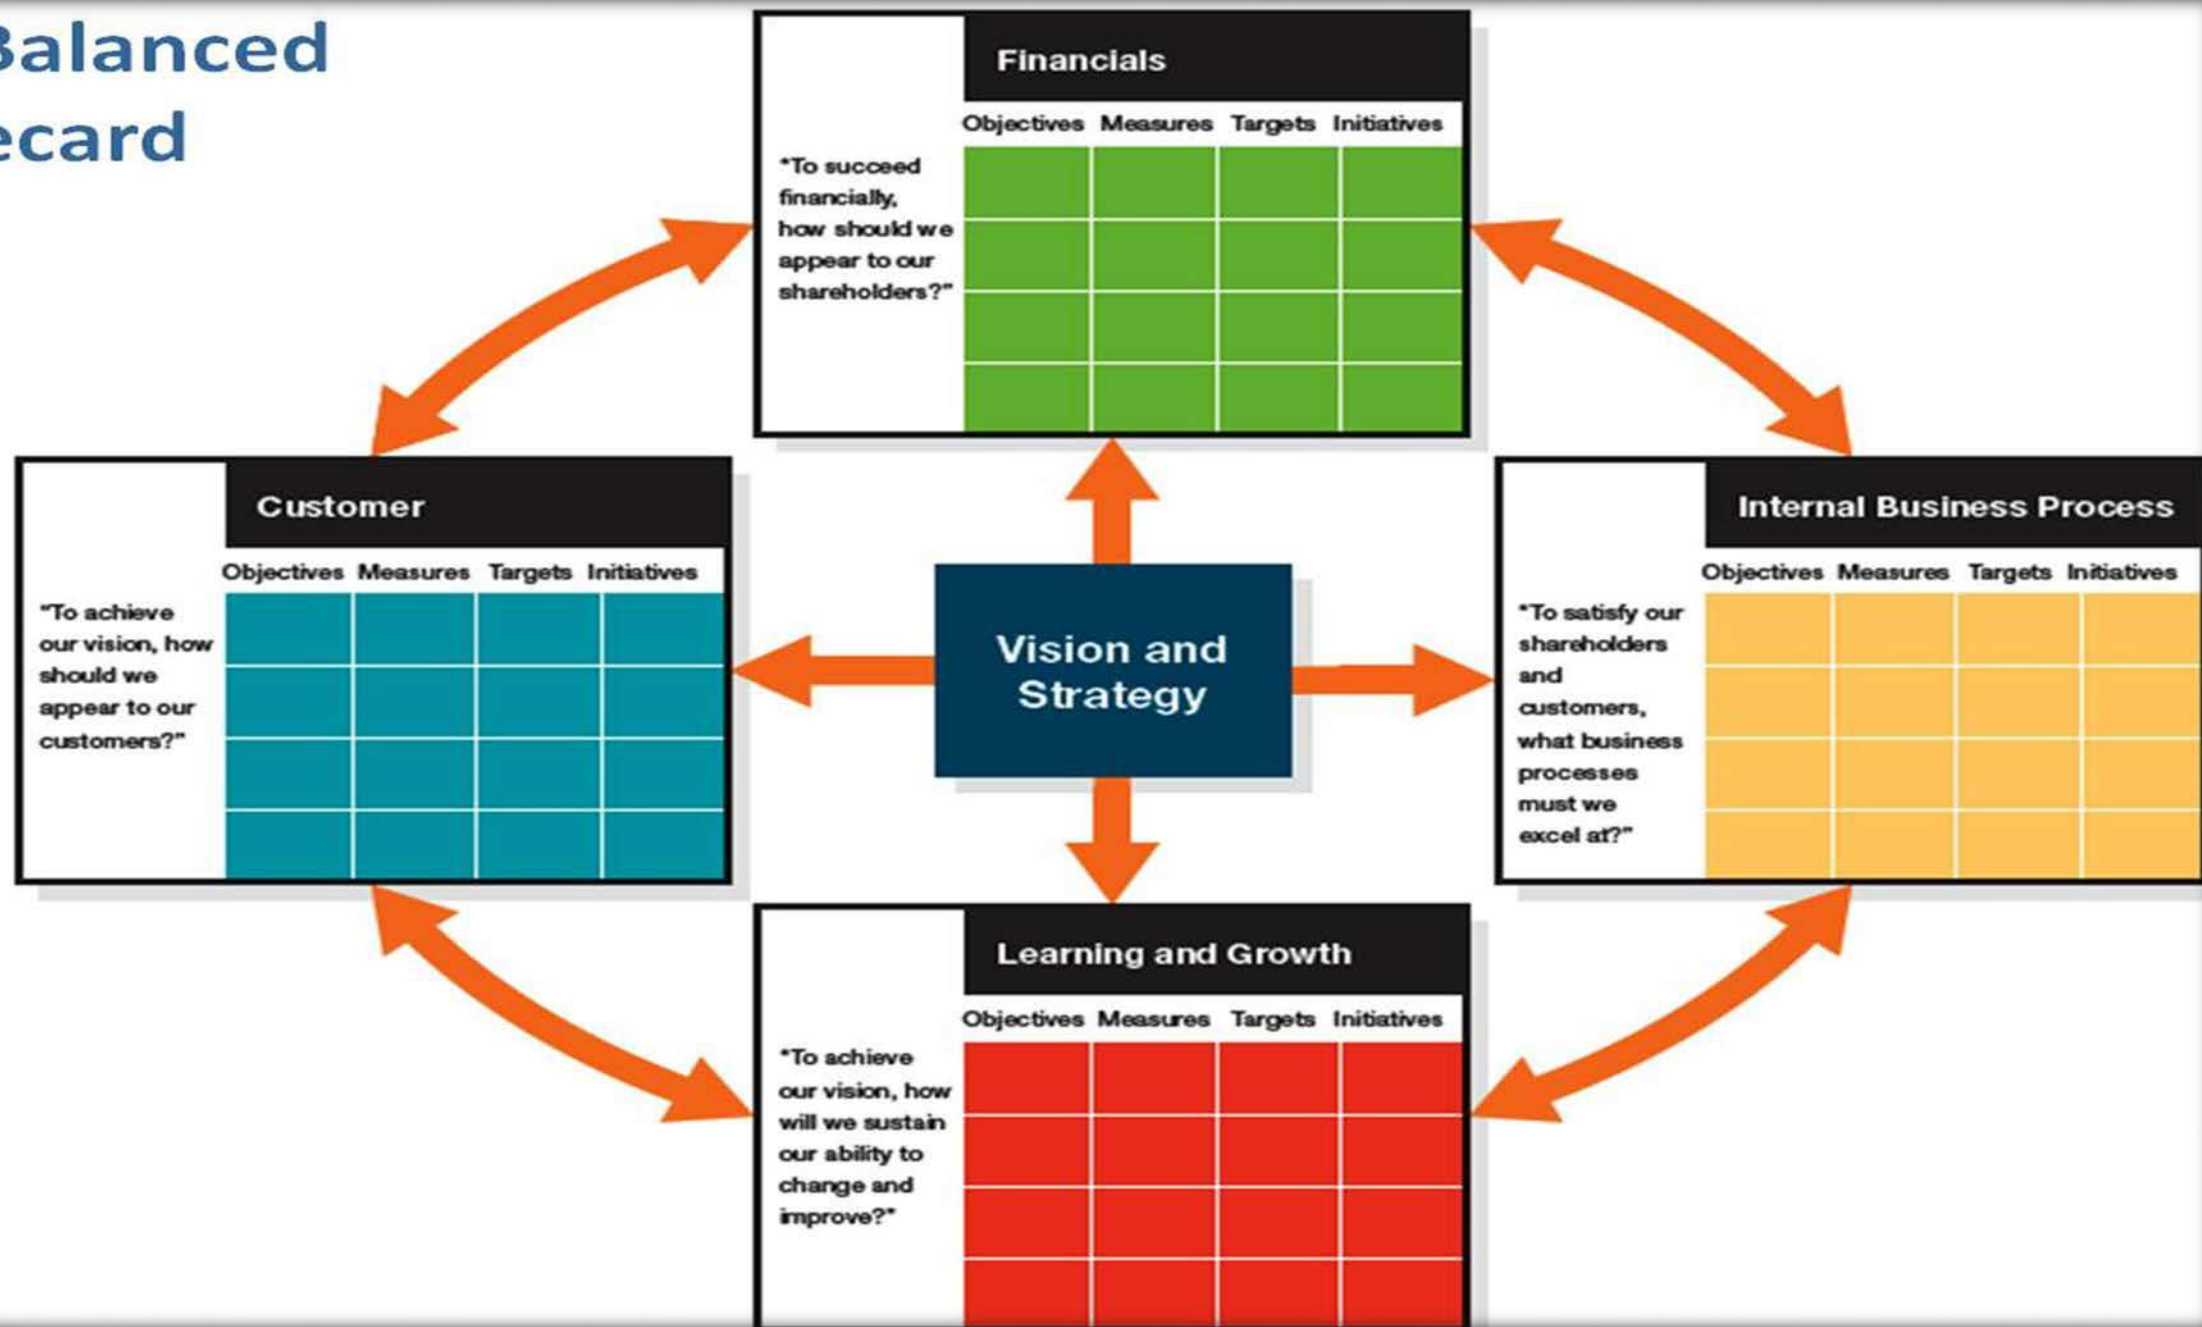 Balanced
ecard
Financials
Objectives Measures Targets Initiatives
"To succeed
financially,
how should we
appear to our
shareholders?"
Customer
Objectives Measures Targets Initiatives
"To achieve
our vision, how
should we
appear to our
customers?"
Vision and
Strategy
Internal Business Process
Objectives Measures Targets Initiatives
"To satisfy our
shareholders
and
customers,
what business
processes
must we
excel at?"
Learning and Growth
Objectives Measures Targets Initiatives
"To achieve
our vision, how
will we sustain
our ability to
change and
improve?"